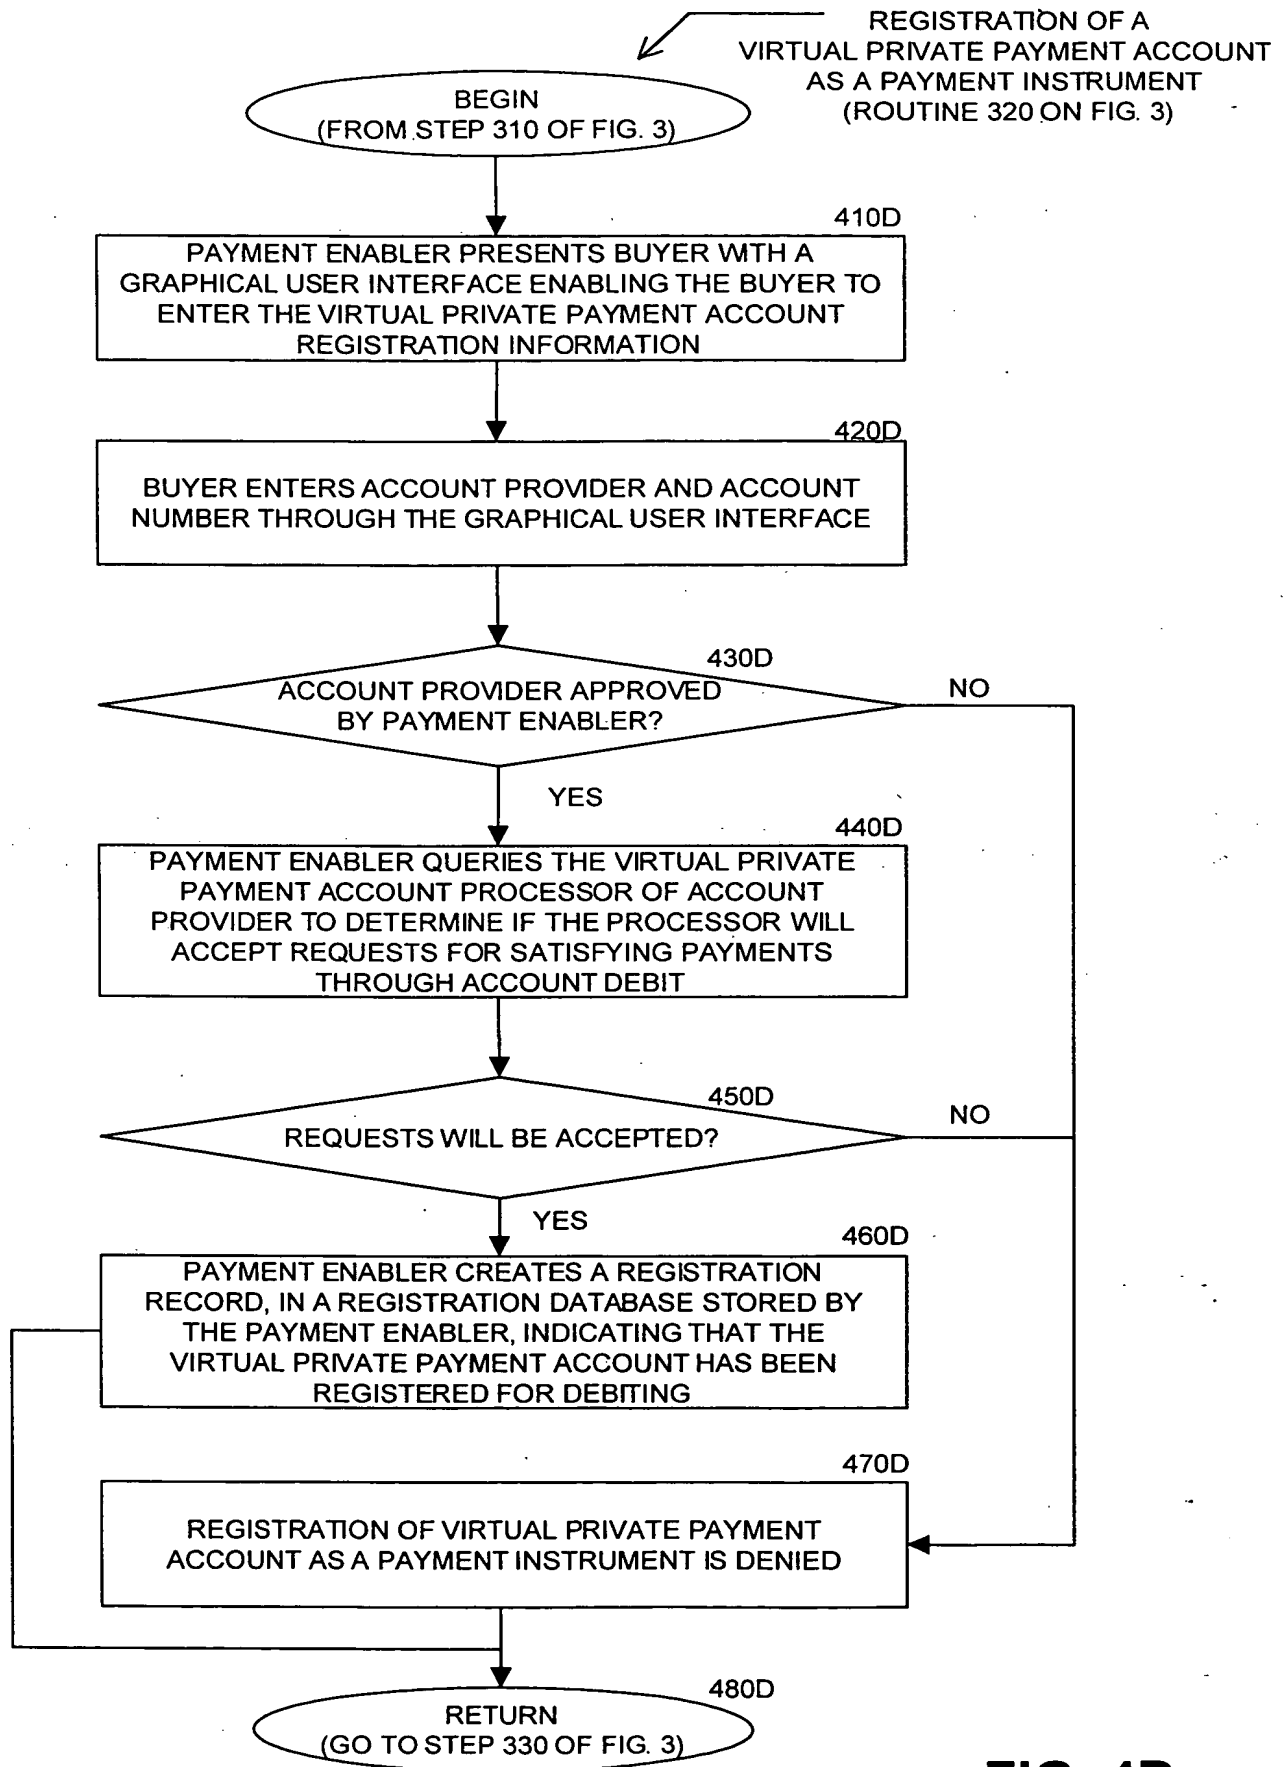 REGISTRATION OF A
VIRTUAL PRIVATE PAYMENT ACCOUNT
AS A PAYMENT INSTRUMENT
(ROUTINE 320 ON FIG. 3)
BEGIN
(FROM STEP 310 OF FIG. 3)
410D
PAYMENT ENABLER PRESENTS BUYER WITH A
GRAPHICAL USER INTERFACE ENABLING THE BUYER TO
ENTER THE VIRTUAL PRIVATE PAYMENT ACCOUNT
REGISTRATION INFORMATION
420D
BUYER ENTERS ACCOUNT PROVIDER AND ACCOUNT
NUMBER THROUGH THE GRAPHICAL USER INTERFACE
430D
ACCOUNT PROVIDER APPROVED
BY PAYMENT ENABLER?
NO
YES
440D
PAYMENT ENABLER QUERIES THE VIRTUAL PRIVATE
PAYMENT ACCOUNT PROCESSOR OF ACCOUNT
PROVIDER TO DETERMINE IF THE PROCESSOR WILL
ACCEPT REQUESTS FOR SATISFYING PAYMENTS
THROUGH ACCOUNT DEBIT
450D
REQUESTS WILL BE ACCEPTED?
NO
YES
460D
PAYMENT ENABLER CREATES A REGISTRATION
RECORD, IN A REGISTRATION DATABASE STORED BY
THE PAYMENT ENABLER, INDICATING THAT THE
VIRTUAL PRIVATE PAYMENT ACCOUNT HAS BEEN
REGISTERED FOR DEBITING
470D
REGISTRATION OF VIRTUAL PRIVATE PAYMENT
ACCOUNT AS A PAYMENT INSTRUMENT IS DENIED
480D
RETURN
(GO TO STEP 330 OF FIG. 3)